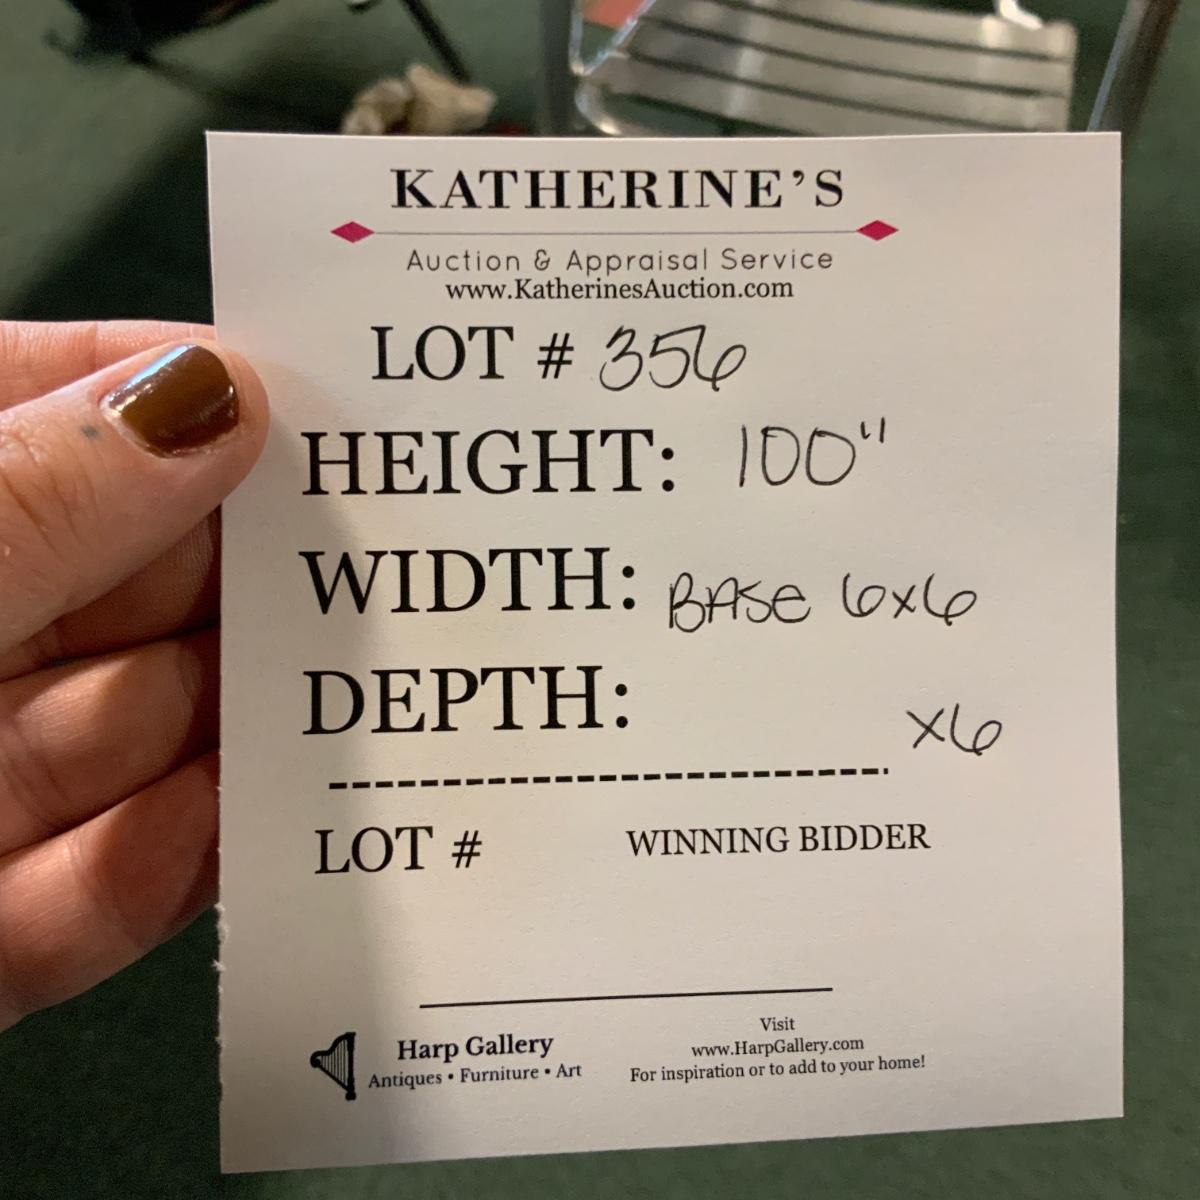 KATHERINE'S
Auction & Appraisal Service
www.KatherinesAuction.com
LOT # 356
HEIGHT: 100"
WIDTH: BASE 6x6
DEPTH: x6
LOT # WINNING BIDDER
Harp Gallery
Antiques • Furniture • Art
Visit
www.HarpGallery.com
For inspiration or to add to your home!